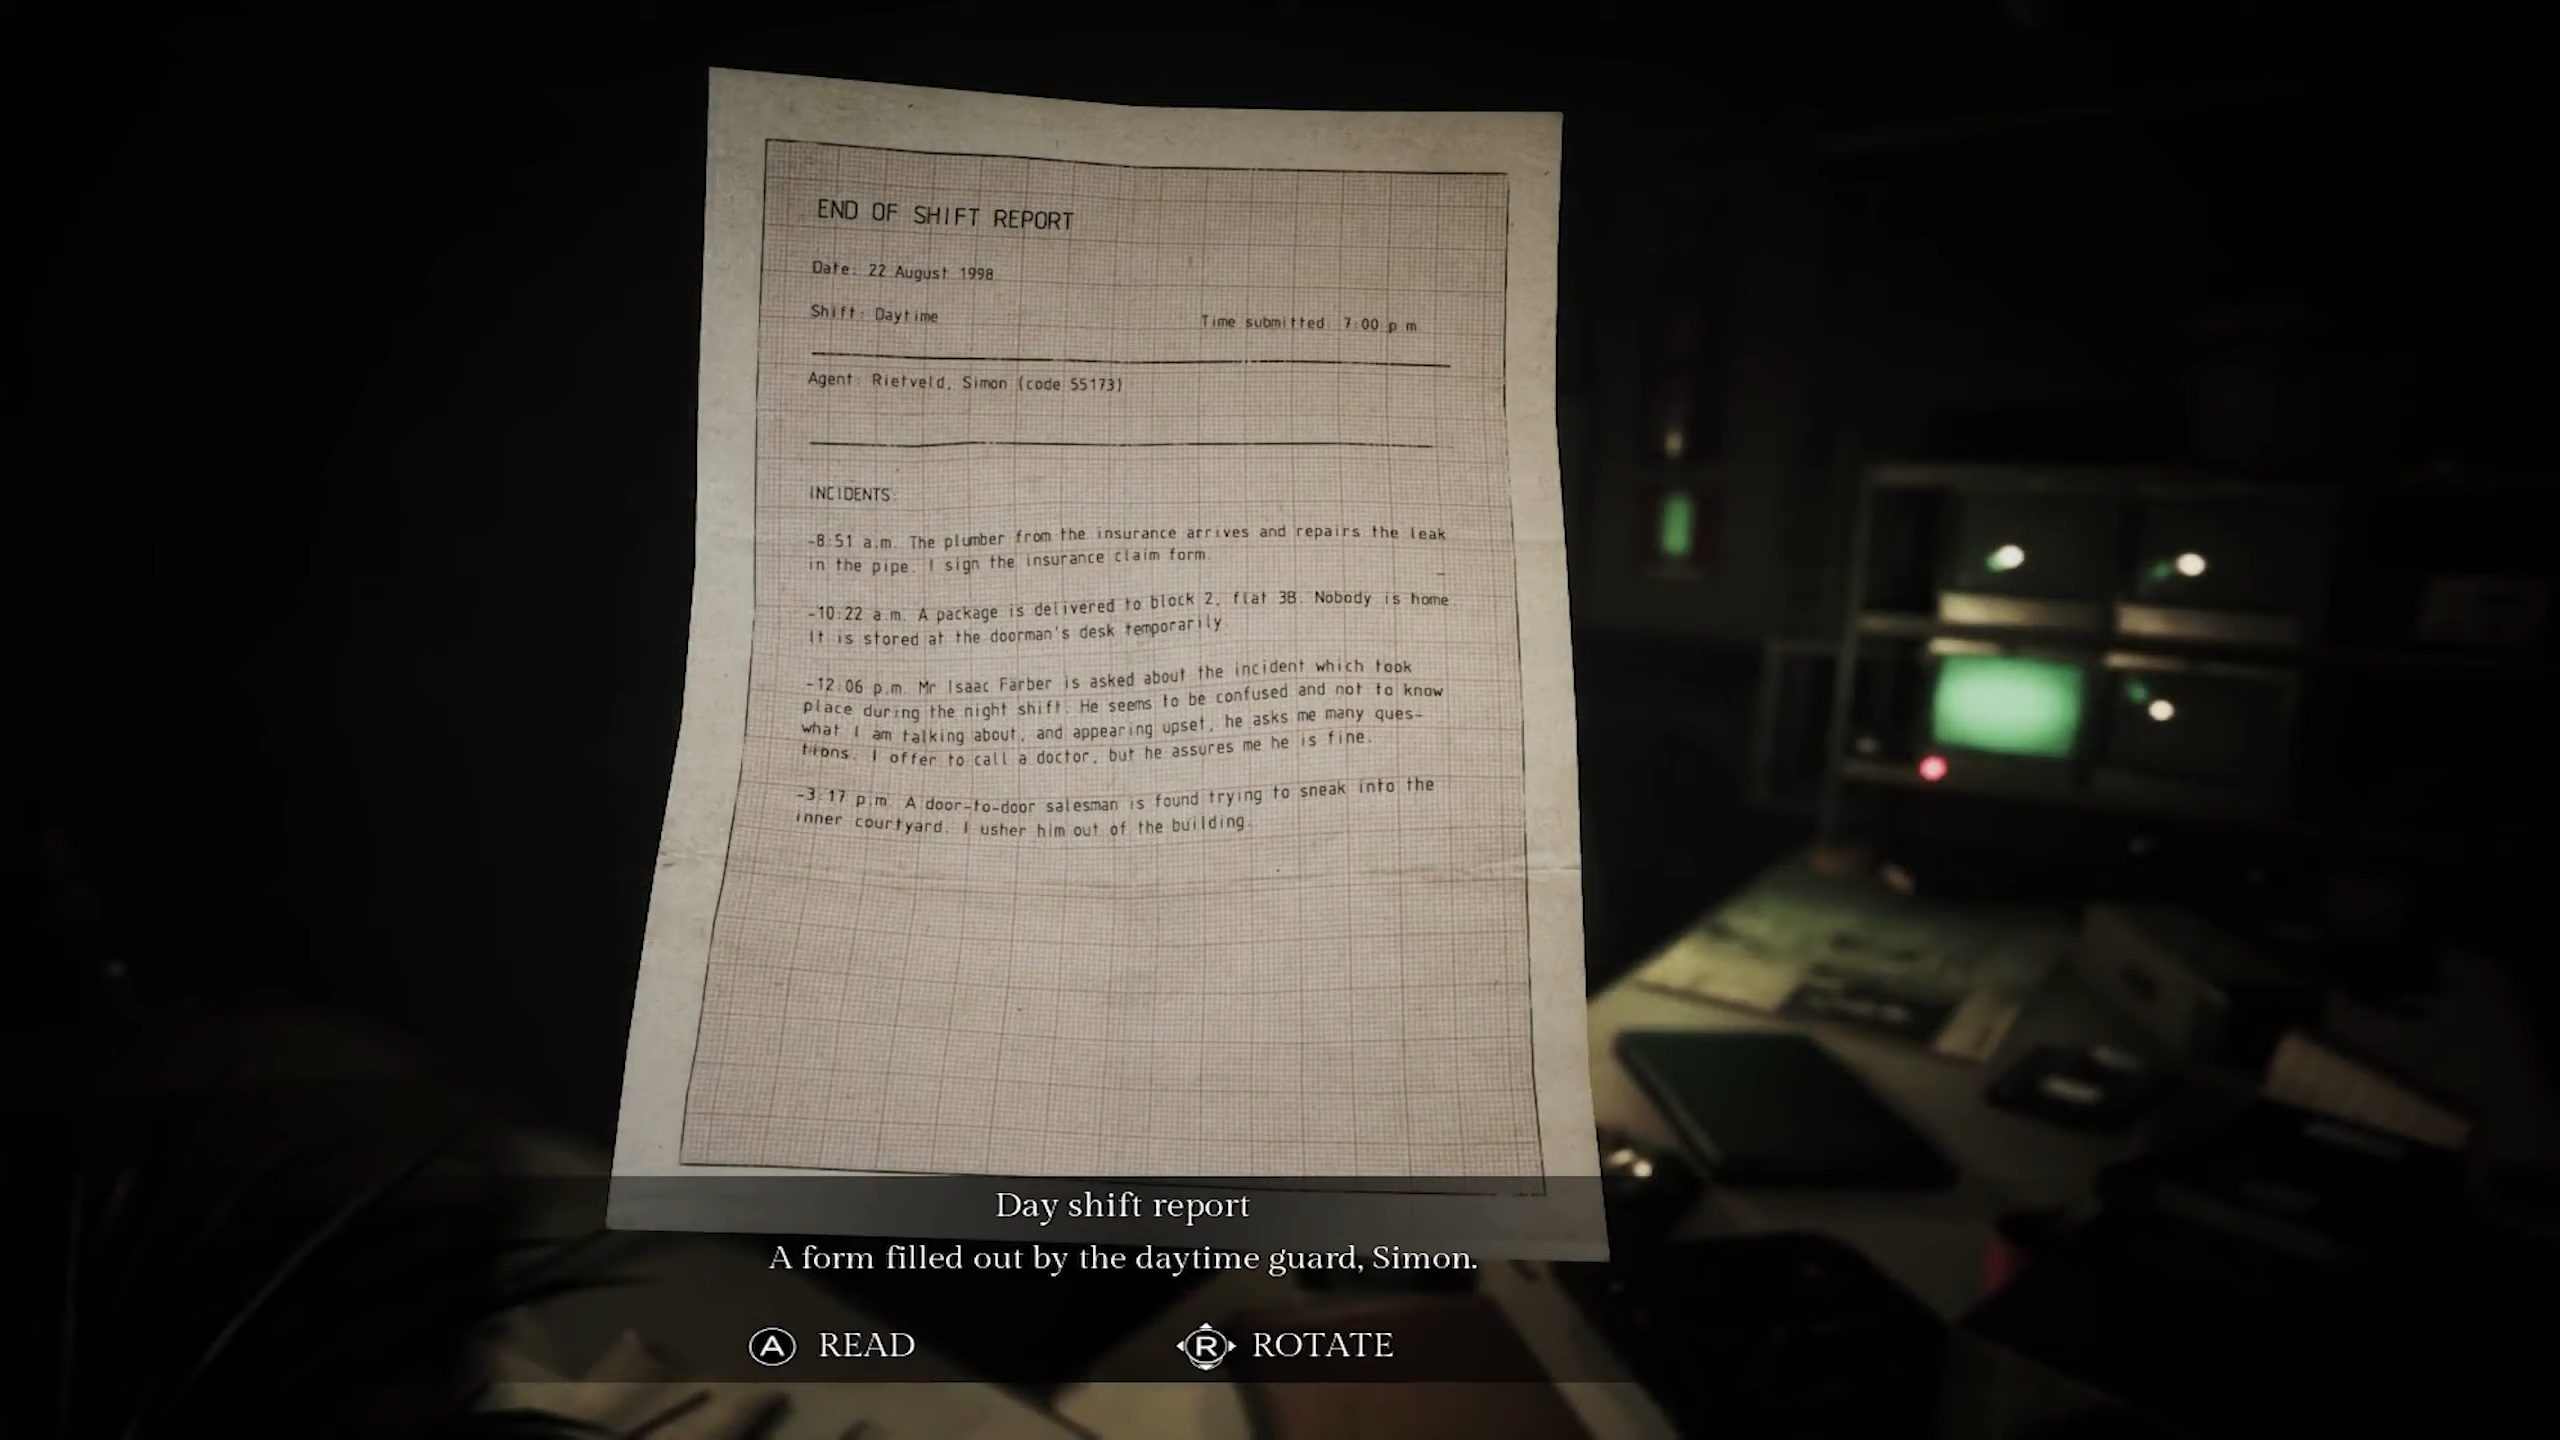 END OF SHIFT REPORT
Date: 22 August 1998
Shift: Daytime
Time submitted: 7:00 p.m.
Agent: Rietveld, Simon (code 55173)
INCIDENTS:
-8:51 a.m. The plumber from the insurance arrives and repairs the leak
in the pipe. I sign the insurance claim form.
-10:22 a.m. A package is delivered to block 2, flat 3B. Nobody is home.
It is stored at the doorman's desk temporarily.
-12:06 p.m. Mr Isaac Farber is asked about the incident which took
place during the night shift. He seems to be confused and not to know
what I am talking about, and appearing upset, he asks me many ques-
tions. I offer to call a doctor, but he assures me he is fine.
-3:17 p.m. A door-to-door salesman is found trying to sneak into the
inner courtyard. I usher him out of the building.
Day shift report
A form filled out by the daytime guard, Simon.
A READ
R ROTATE